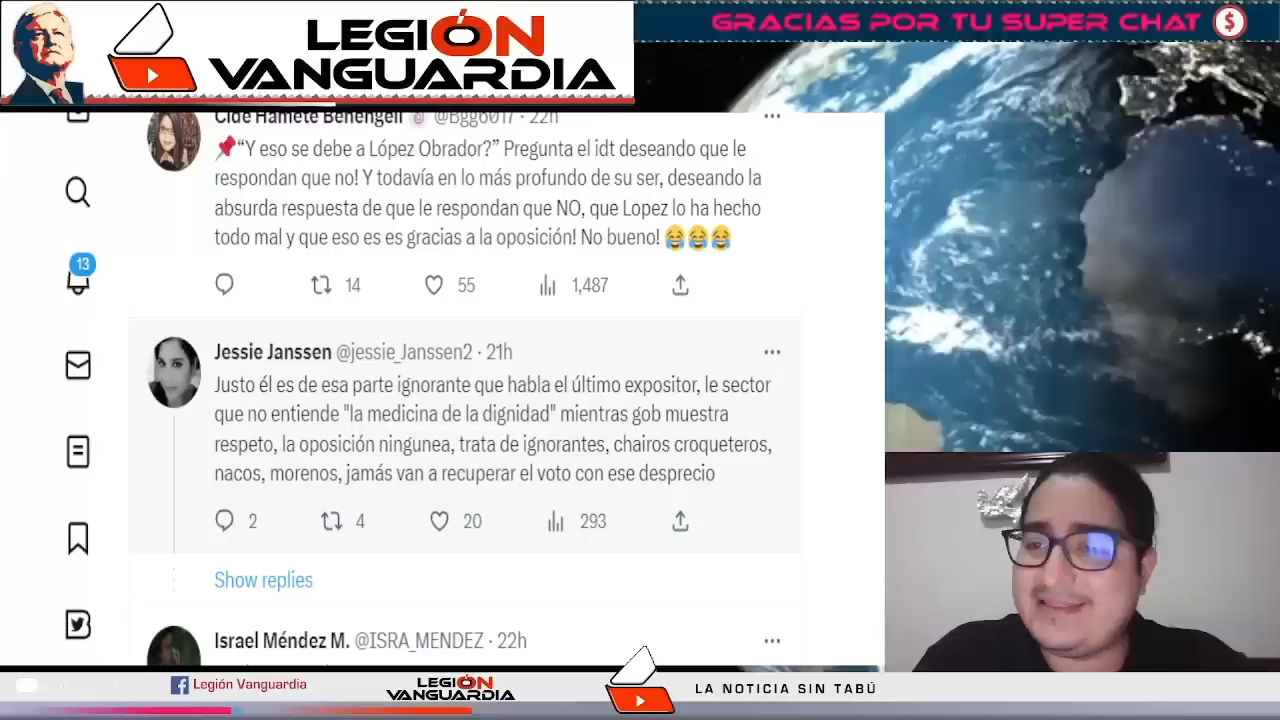 LEGIÓN
VANGUARDIA
GRACIAS POR TU SUPER CHAT $
Cide Hamete Benengeli @Bgg6017 · 22h
📌“Y eso se debe a López Obrador?” Pregunta el idt deseando que le
respondan que no! Y todavía en lo más profundo de su ser, deseando la
absurda respuesta de que le respondan que NO, que Lopez lo ha hecho
todo mal y que eso es es gracias a la oposición! No bueno! 😂😂😂
14 55 1,487
13
Jessie Janssen @jessie_Janssen2 · 21h
Justo él es de esa parte ignorante que habla el último expositor, le sector
que no entiende "la medicina de la dignidad" mientras gob muestra
respeto, la oposición ningunea, trata de ignorantes, chairos croqueteros,
nacos, morenos, jamás van a recuperar el voto con ese desprecio
2 4 20 293
Show replies
Israel Méndez M. @ISRA_MENDEZ · 22h
Legión Vanguardia
LEGIÓN
VANGUARDIA
LA NOTICIA SIN TABÚ